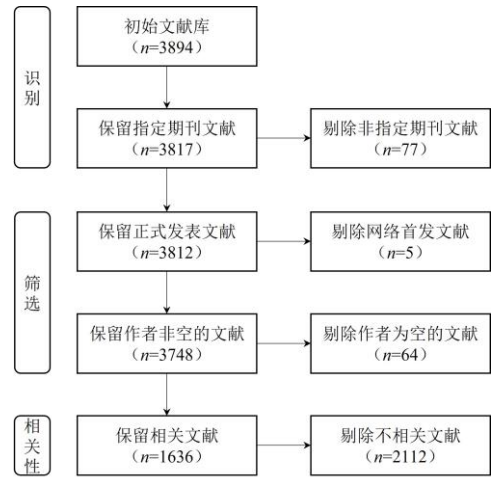 识别
初始文献库
（n=3894）
保留指定期刊文献
（n=3817）
剔除非指定期刊文献
（n=77）
筛选
保留正式发表文献
（n=3812）
剔除网络首发文献
（n=5）
保留作者非空的文献
（n=3748）
剔除作者为空的文献
（n=64）
相关性
保留相关文献
（n=1636）
剔除不相关文献
（n=2112）